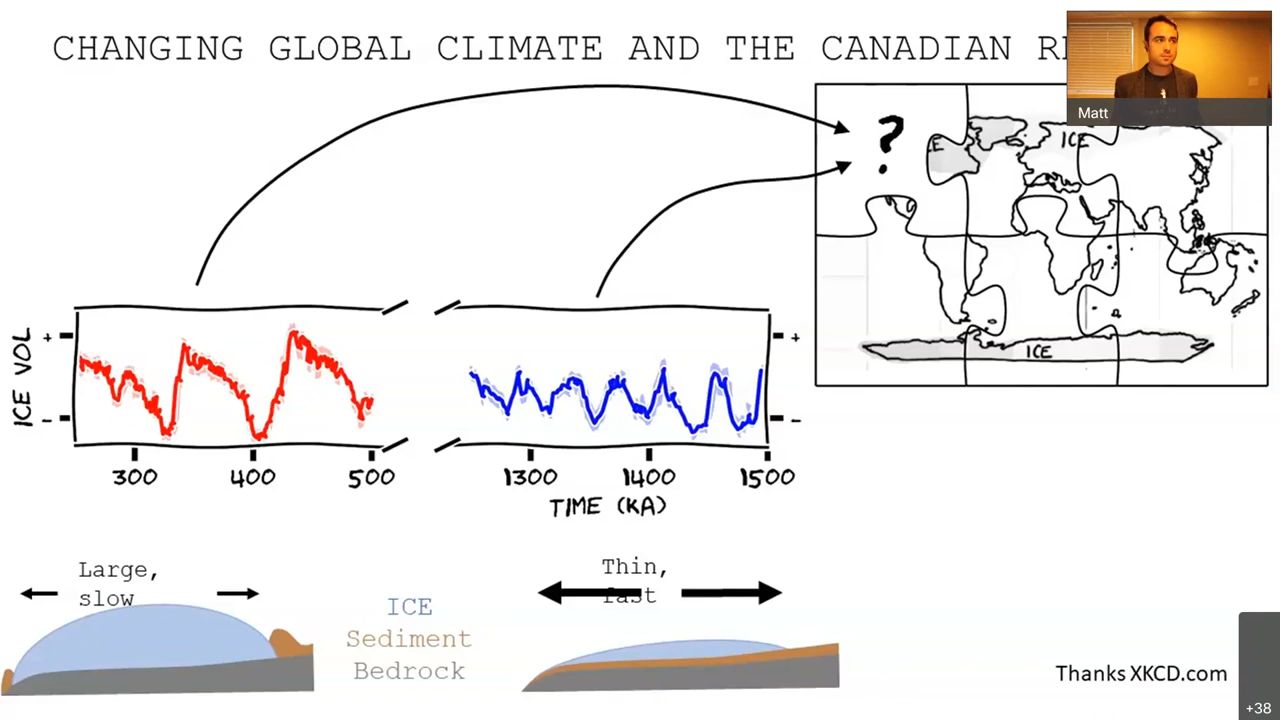 CHANGING GLOBAL CLIMATE AND THE CANADIAN
Matt
?
E
ICE
ICE
ICE VOL
+
-
+
-
300
400
500
1300
1400
1500
TIME (KA)
Large,
slow
Thin,
fast
ICE
Sediment
Bedrock
Thanks XKCD.com
+38